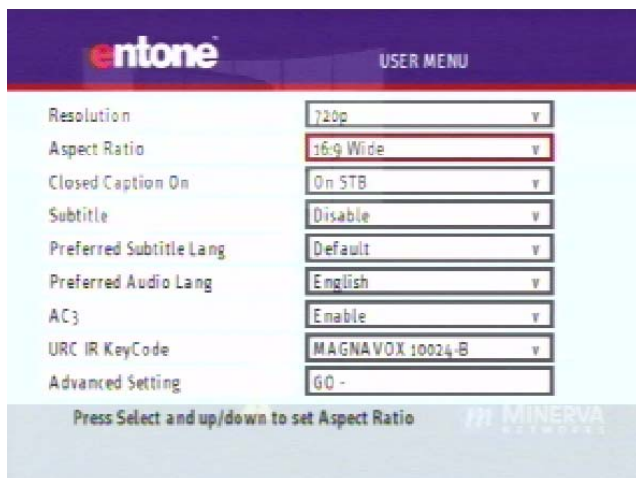 entone
USER MENU
Resolution 720p v
Aspect Ratio 16:9 Wide v
Closed Caption On On STB v
Subtitle Disable v
Preferred Subtitle Lang Default v
Preferred Audio Lang English v
AC3 Enable v
URC IR KeyCode MAGNAVOX 10024-B v
Advanced Setting GO -
Press Select and up/down to set Aspect Ratio
MINERVA
NETWORKS